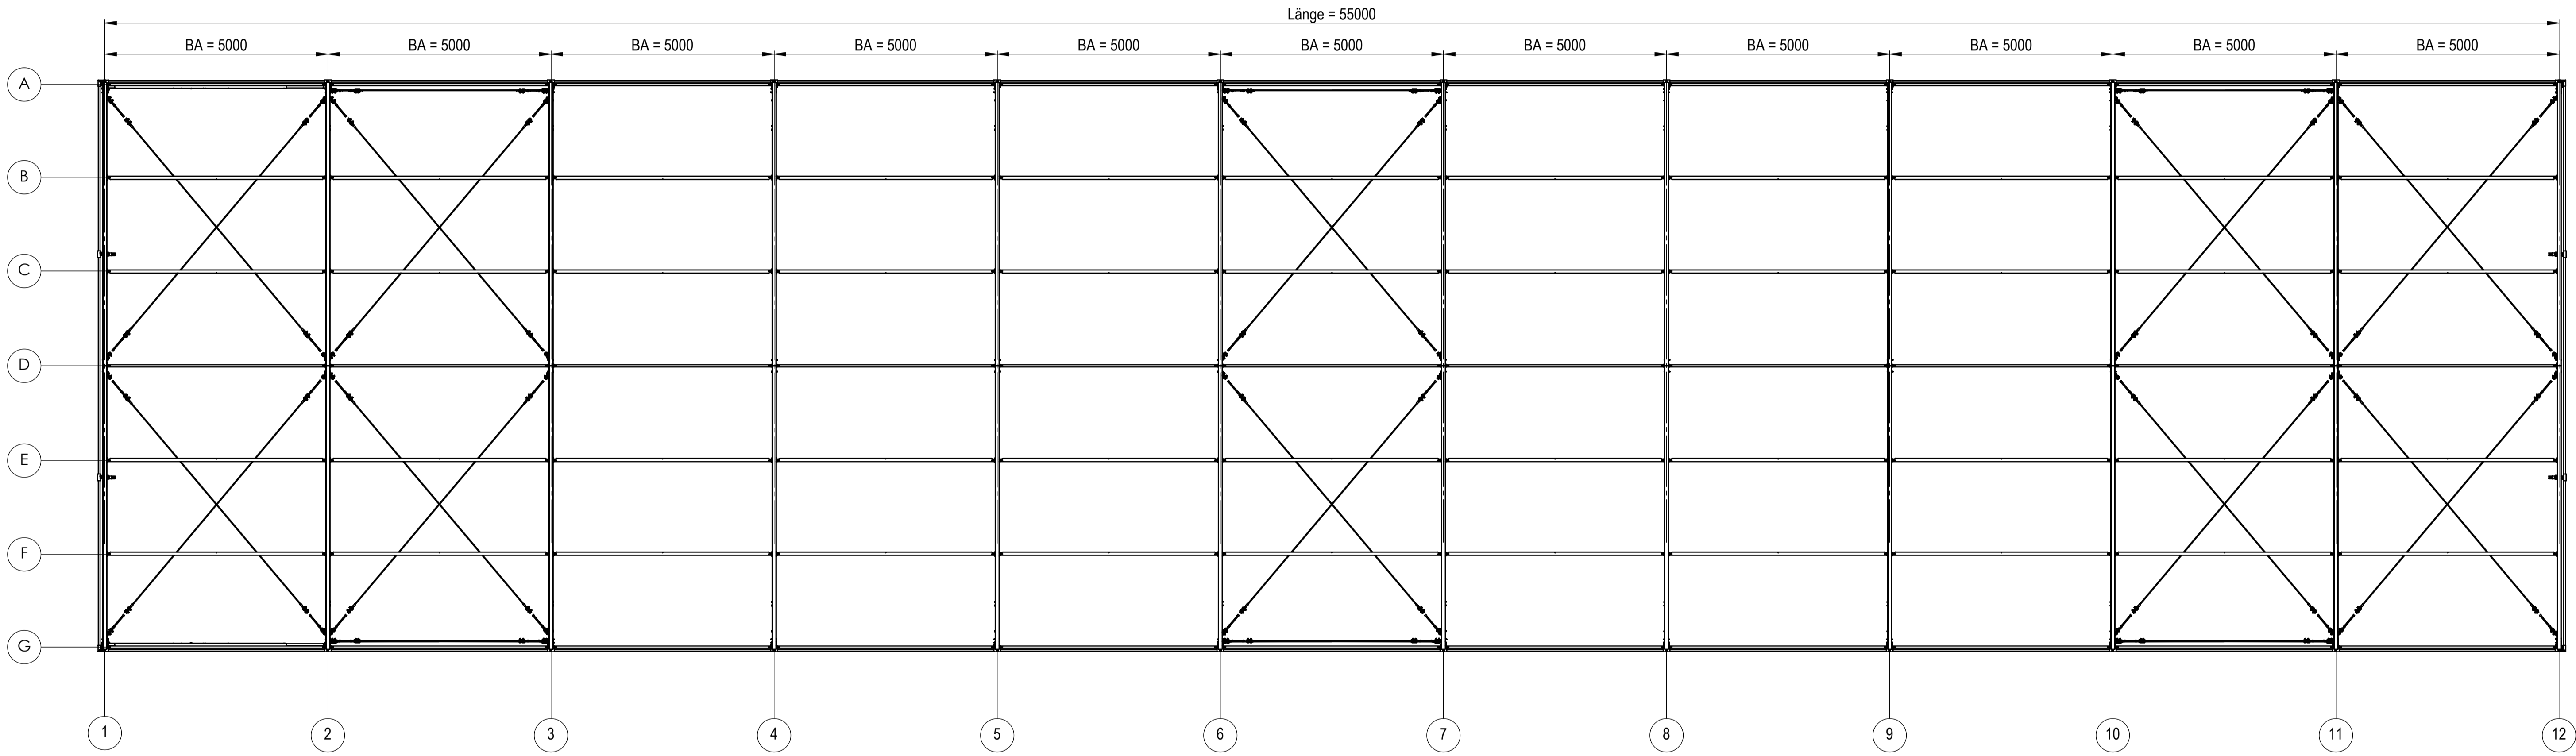 Länge = 55000
BA = 5000 BA = 5000 BA = 5000 BA = 5000 BA = 5000 BA = 5000 BA = 5000 BA = 5000 BA = 5000 BA = 5000 BA = 5000
A
B
C
D
E
F
G
1 2 3 4 5 6 7 8 9 10 11 12